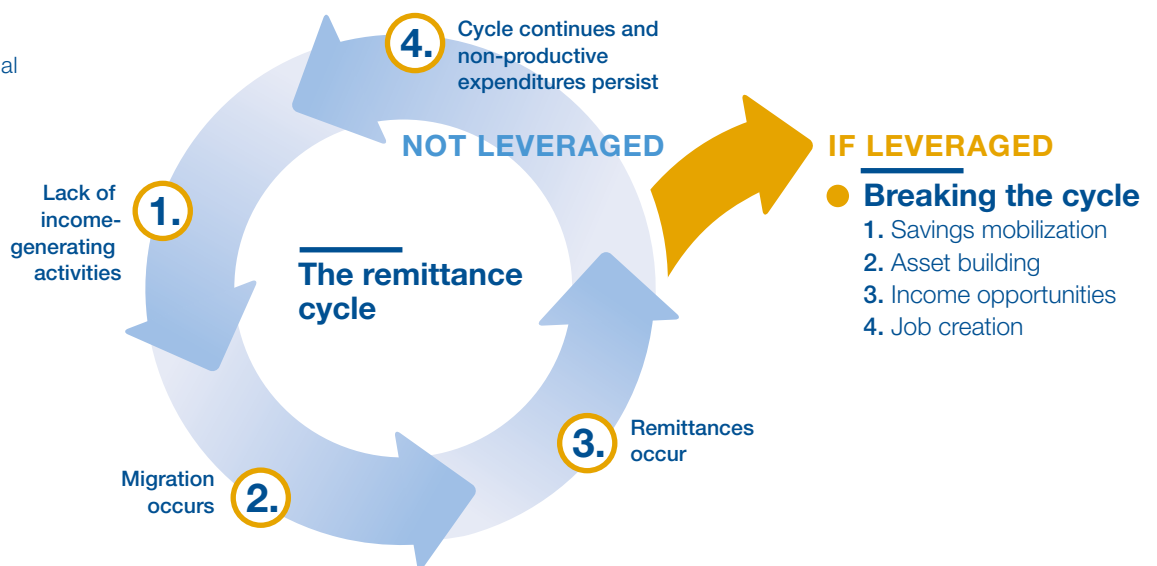 al
4.
Cycle continues and
non-productive
expenditures persist
NOT LEVERAGED
IF LEVERAGED
Breaking the cycle
1. Savings mobilization
2. Asset building
3. Income opportunities
4. Job creation
Lack of
income-
generating
activities
1.
The remittance
cycle
Migration
occurs
2.
3.
Remittances
occur